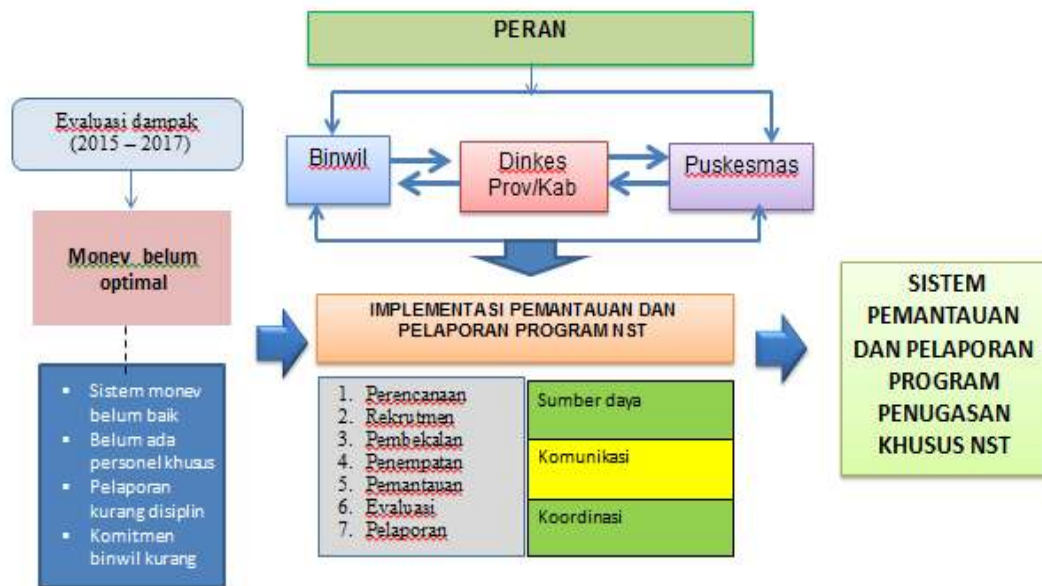 PERAN
Evaluasi dampak
(2015 – 2017)
Binwil
Dinkes
Prov/Kab
Puskesmas
Monev belum
optimal
IMPLEMENTASI PEMANTAUAN DAN
PELAPORAN PROGRAM NST
SISTEM
PEMANTAUAN
DAN PELAPORAN
PROGRAM
PENUGASAN
KHUSUS NST
▪ Sistem monev
belum baik
▪ Belum ada
personel khusus
▪ Pelaporan
kurang disiplin
▪ Komitmen
binwil kurang
1. Perencanaan
2. Rekrutmen
3. Pembekalan
4. Penempatan
5. Pemantauan
6. Evaluasi
7. Pelaporan
Sumber daya
Komunikasi
Koordinasi